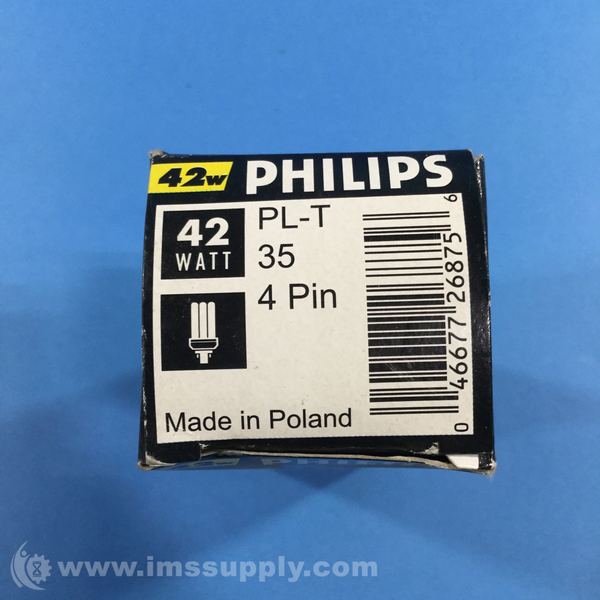 42w PHILIPS
42
WATT
PL-T
35
4 Pin
Made in Poland
0 46677 26875 6
www.imssupply.com